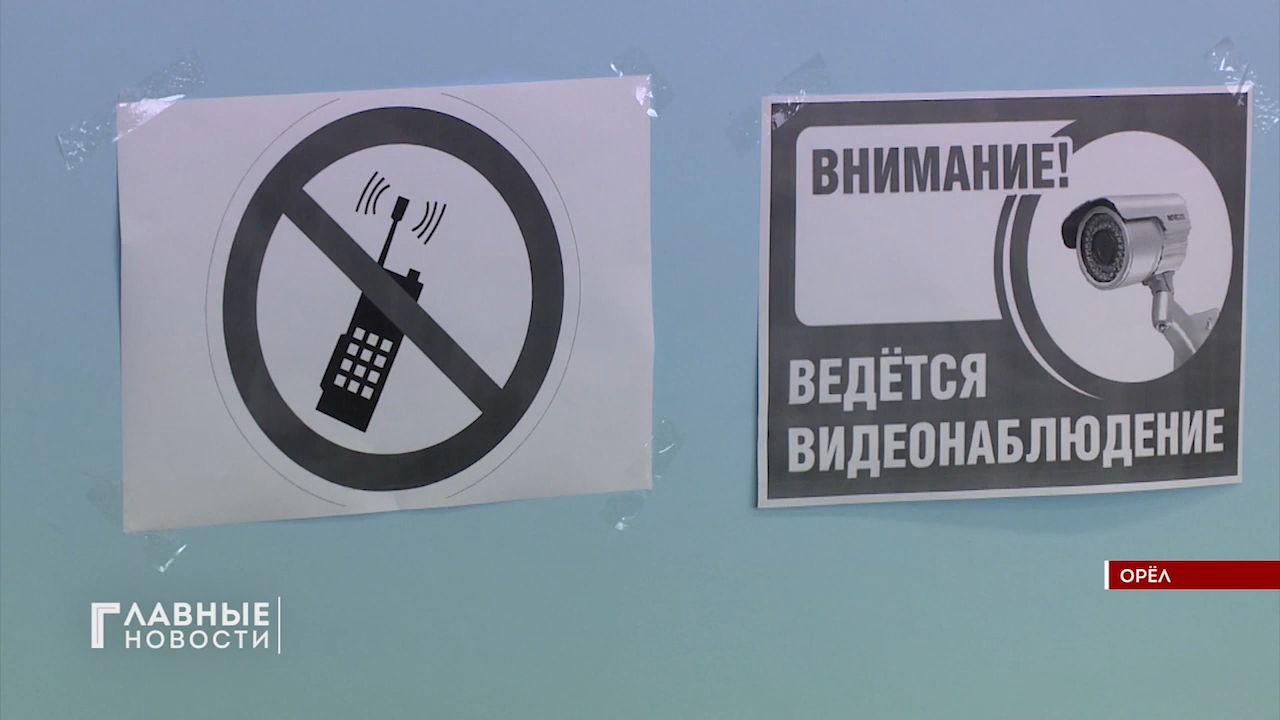 ВНИМАНИЕ!
ВЕДЁТСЯ
ВИДЕОНАБЛЮДЕНИЕ
ОРЁЛ
ГЛАВНЫЕ
НОВОСТИ